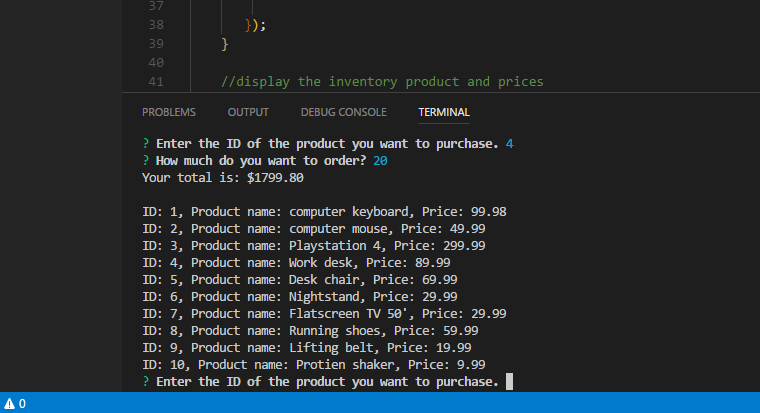 37
38 });
39 }
40
41 //display the inventory product and prices
PROBLEMS OUTPUT DEBUG CONSOLE TERMINAL
? Enter the ID of the product you want to purchase. 4
? How much do you want to order? 20
Your total is: $1799.80
ID: 1, Product name: computer keyboard, Price: 99.98
ID: 2, Product name: computer mouse, Price: 49.99
ID: 3, Product name: Playstation 4, Price: 299.99
ID: 4, Product name: Work desk, Price: 89.99
ID: 5, Product name: Desk chair, Price: 69.99
ID: 6, Product name: Nightstand, Price: 29.99
ID: 7, Product name: Flatscreen TV 50', Price: 29.99
ID: 8, Product name: Running shoes, Price: 59.99
ID: 9, Product name: Lifting belt, Price: 19.99
ID: 10, Product name: Protien shaker, Price: 9.99
? Enter the ID of the product you want to purchase.
0